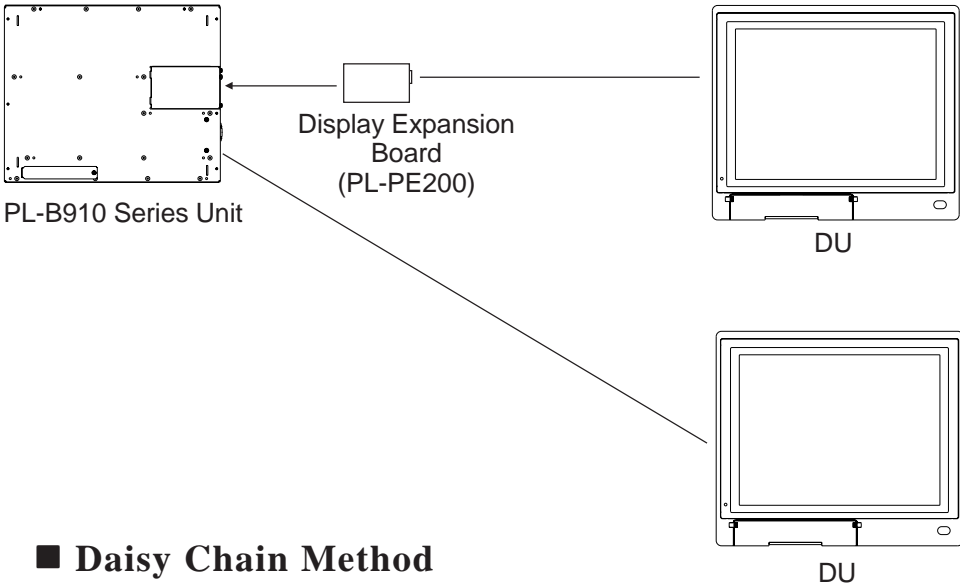 Display Expansion
Board
(PL-PE200)
PL-B910 Series Unit
DU
■ Daisy Chain Method
DU